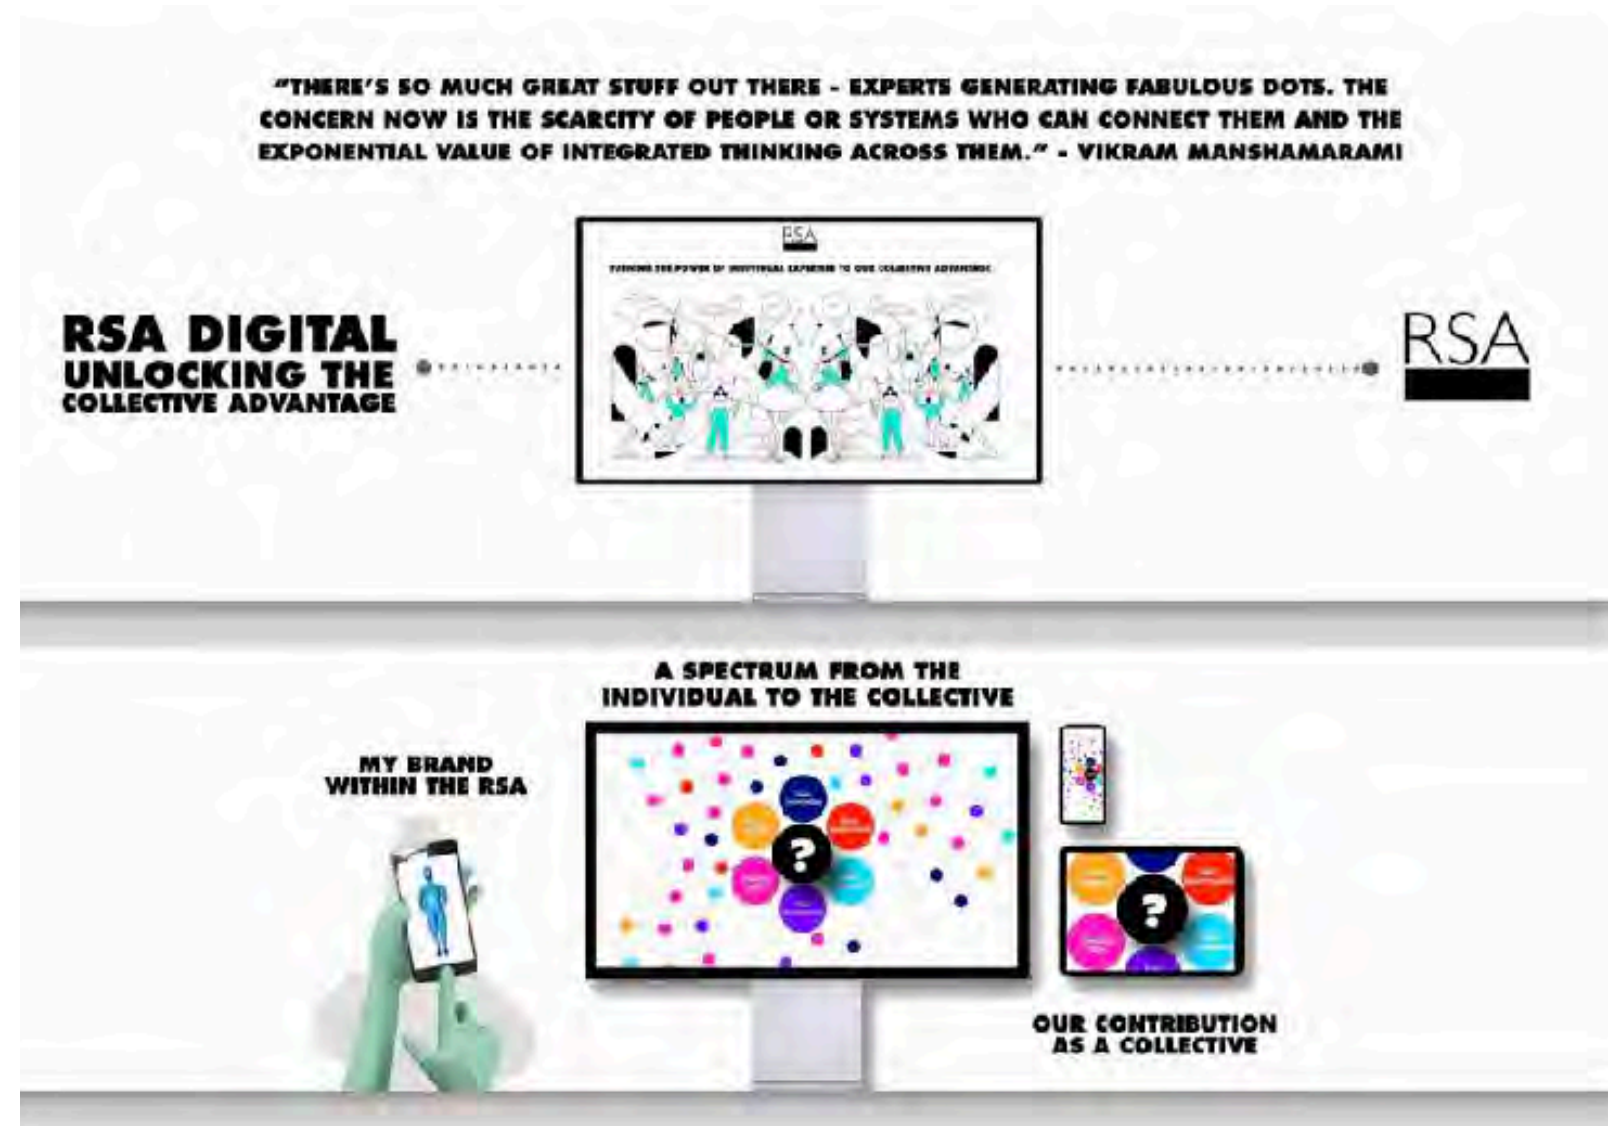 "THERE'S SO MUCH GREAT STUFF OUT THERE - EXPERTS GENERATING FABULOUS DOTS. THE
CONCERN NOW IS THE SCARCITY OF PEOPLE OR SYSTEMS WHO CAN CONNECT THEM AND THE
EXPONENTIAL VALUE OF INTEGRATED THINKING ACROSS THEM." - VIKRAM MANSHAMARAMI
RSA
RSA DIGITAL
UNLOCKING THE
COLLECTIVE ADVANTAGE
RSA
A SPECTRUM FROM THE
INDIVIDUAL TO THE COLLECTIVE
MY BRAND
WITHIN THE RSA
?
?
OUR CONTRIBUTION
AS A COLLECTIVE